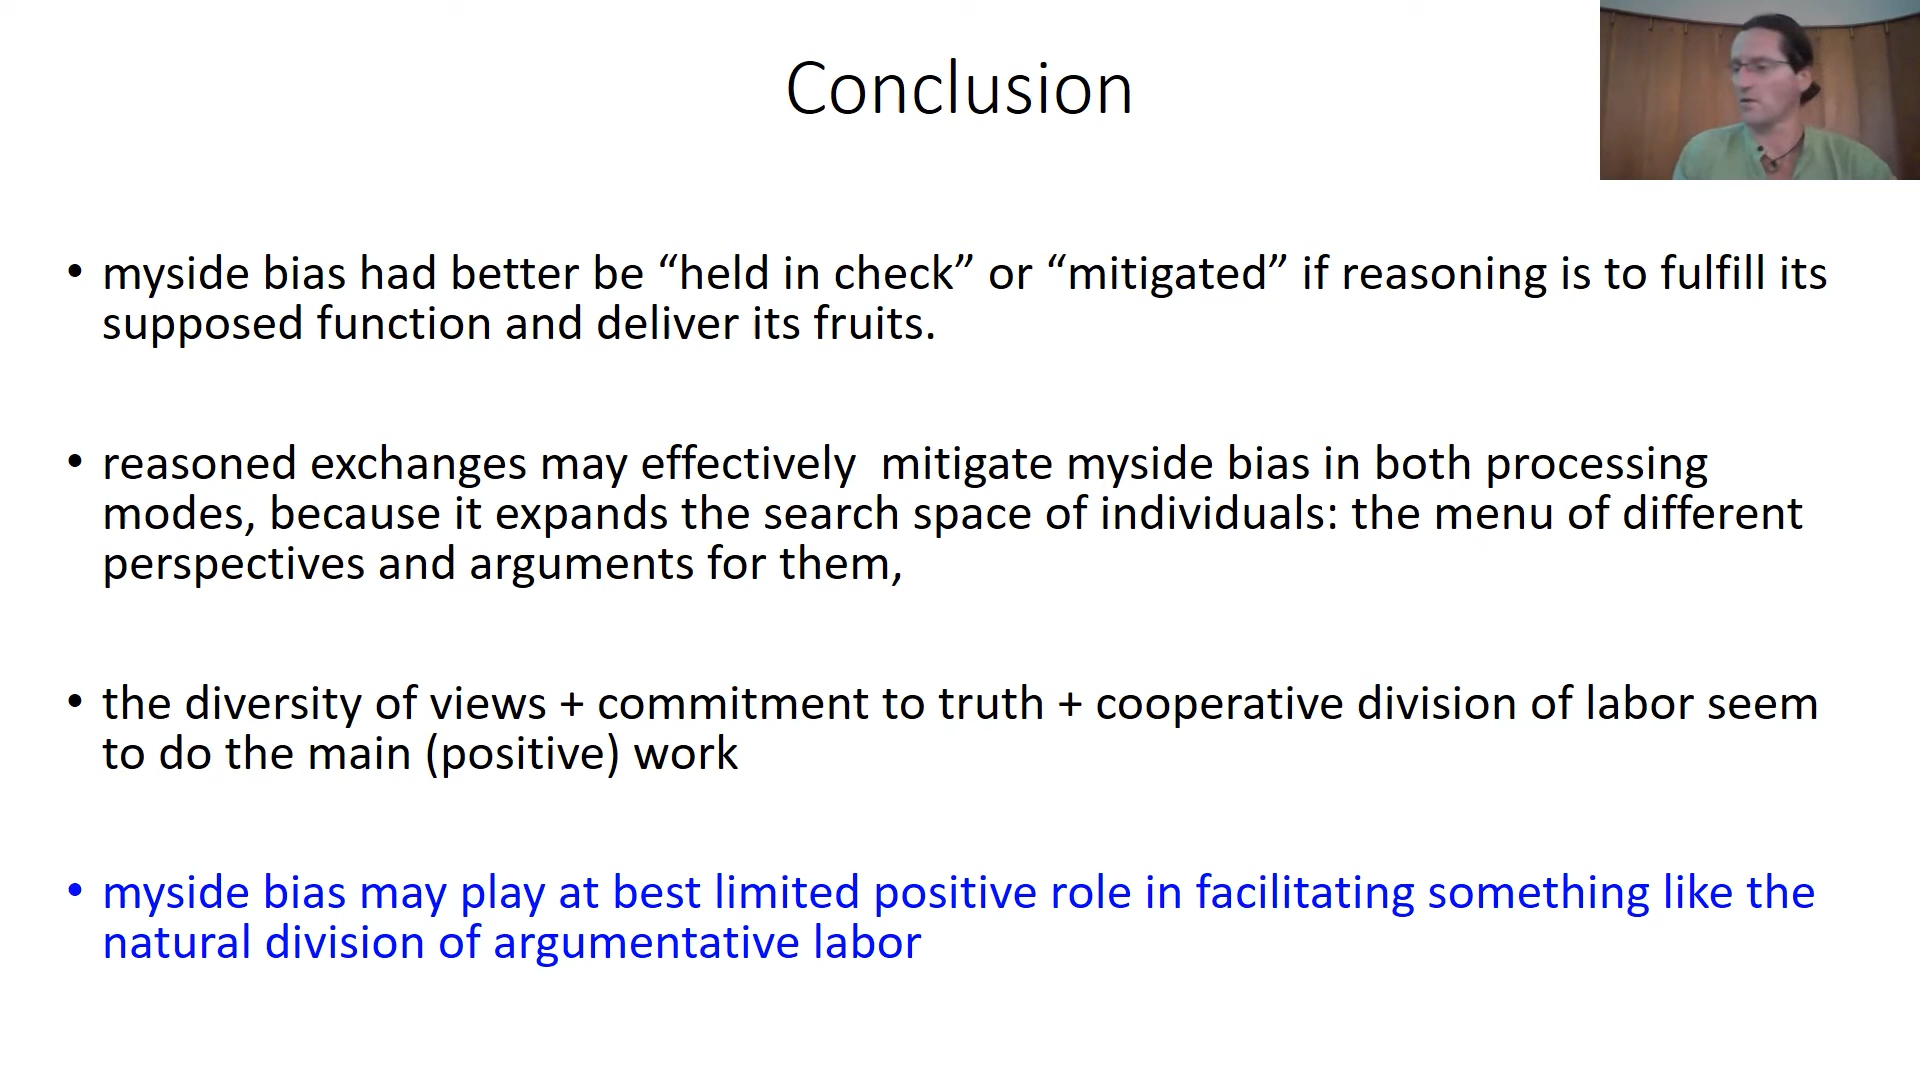 Conclusion
• myside bias had better be “held in check” or “mitigated” if reasoning is to fulfill its
supposed function and deliver its fruits.
• reasoned exchanges may effectively  mitigate myside bias in both processing
modes, because it expands the search space of individuals: the menu of different
perspectives and arguments for them,
• the diversity of views + commitment to truth + cooperative division of labor seem
to do the main (positive) work
• myside bias may play at best limited positive role in facilitating something like the
natural division of argumentative labor